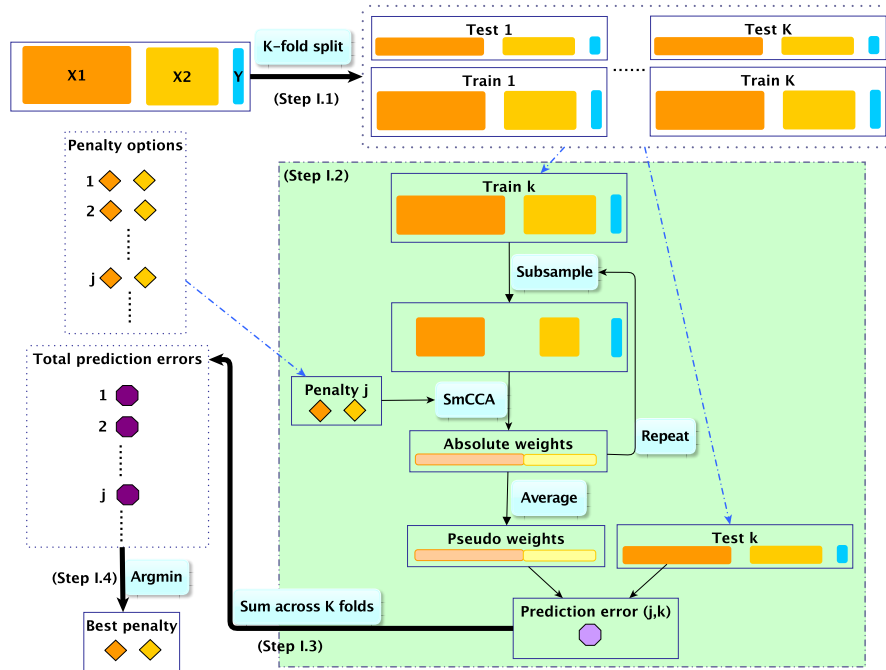 X1
X2
Y
K-fold split
(Step I.1)
Test 1
Train 1
Test K
Train K
Penalty options
1
2
j
(Step I.2)
Train k
Subsample
Penalty j
SmCCA
Absolute weights
Repeat
Average
Pseudo weights
Test k
Prediction error (j,k)
Total prediction errors
1
2
j
Sum across K folds
(Step I.3)
(Step I.4)
Argmin
Best penalty